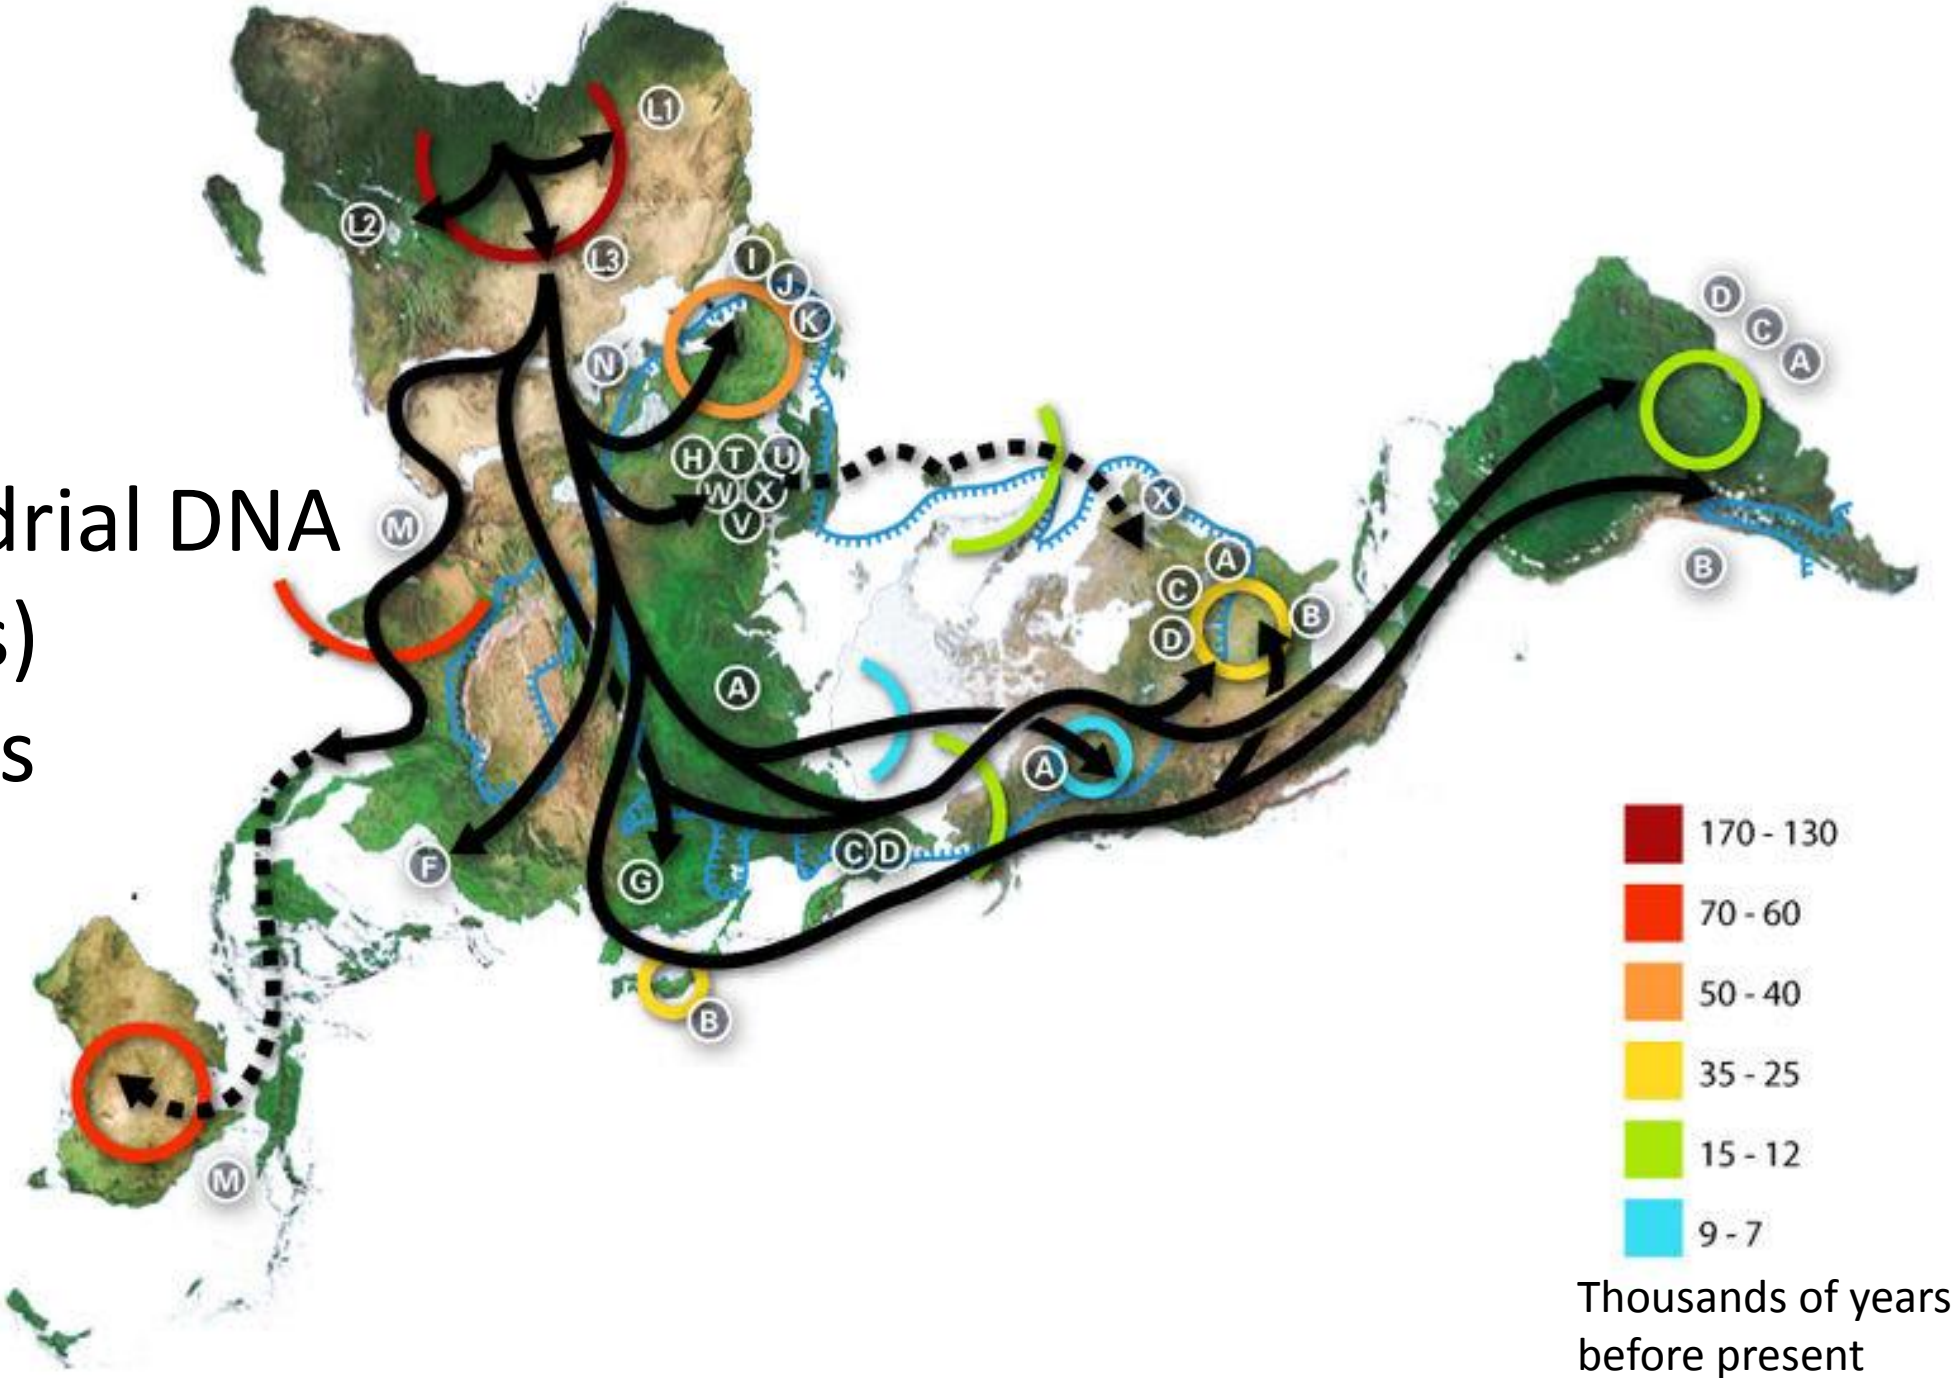 L1
L2
L3
I
J
K
N
H T U
W X
V
M
X
A
C
B
D
D
C
A
B
A
A
F
G
C D
B
M
drial DNA
s)
s
170 - 130
70 - 60
50 - 40
35 - 25
15 - 12
9 - 7
Thousands of years
before present